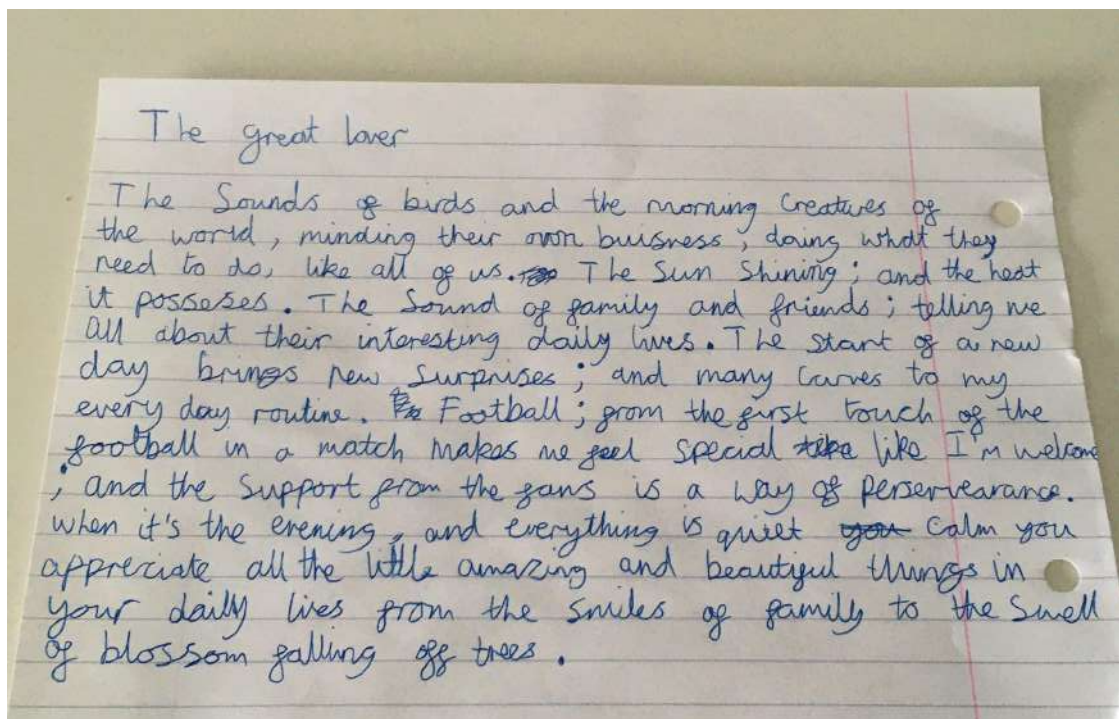 The great lover
The Sounds of birds and the morning Creatures of
the world, minding their own buisness, doing what they
need to do, like all of us. The Sun Shining; and the heat
it posseses. The Sound of family and friends; telling me
all about their interesting daily lives. The start of a new
day brings new surprises; and many Curves to my
every day routine. Football; from the first touch of the
football in a match makes me feel special like I'm welcome
; and the Support from the fans is a way of perservearance.
when it's the evening, and everything is quiet calm you
appreciate all the little amazing and beautiful things in
your daily lives from the smiles of family to the Smell
of blossom falling off trees.